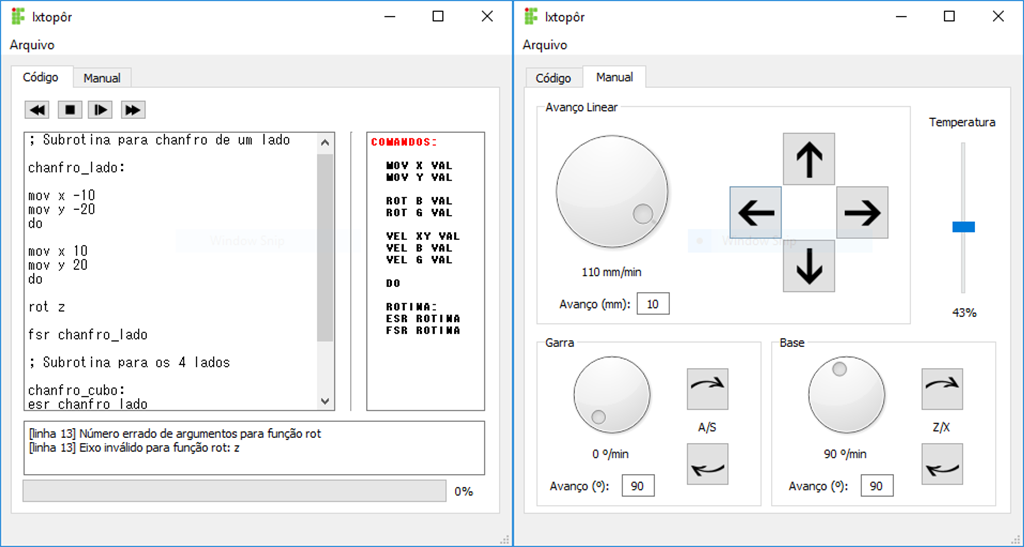 Ixtopôr
Arquivo
Código
Manual
; Subrotina para chanfro de um lado
chanfro_lado:
mov x -10
mov y -20
do
mov x 10
mov y 20
do
rot z
fsr chanfro_lado
; Subrotina para os 4 lados
chanfro_cubo:
esr chanfro_lado
COMANDOS:
MOV X VAL
MOV Y VAL
ROT B VAL
ROT G VAL
VEL XY VAL
VEL B VAL
VEL G VAL
DO
ROTINA:
ESR ROTINA
FSR ROTINA
Window Snip
[linha 13] Número errado de argumentos para função rot
[linha 13] Eixo inválido para função rot: z
0%
Ixtopôr
Arquivo
Código
Manual
Avanço Linear
110 mm/min
Avanço (mm): 10
Window Snip
Temperatura
43%
Garra
0 º/min
A/S
Avanço (º): 90
Base
90 º/min
Z/X
Avanço (º): 90